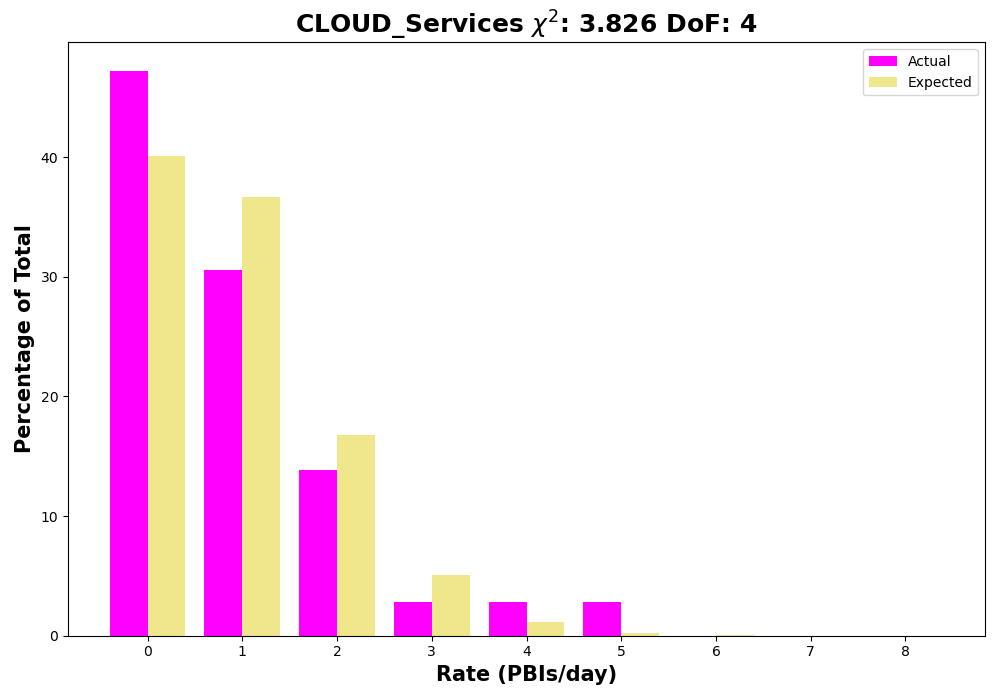 CLOUD_Services χ²: 3.826 DoF: 4
Actual
Expected
Percentage of Total
40
30
20
10
0
0 1 2 3 4 5 6 7 8
Rate (PBIs/day)